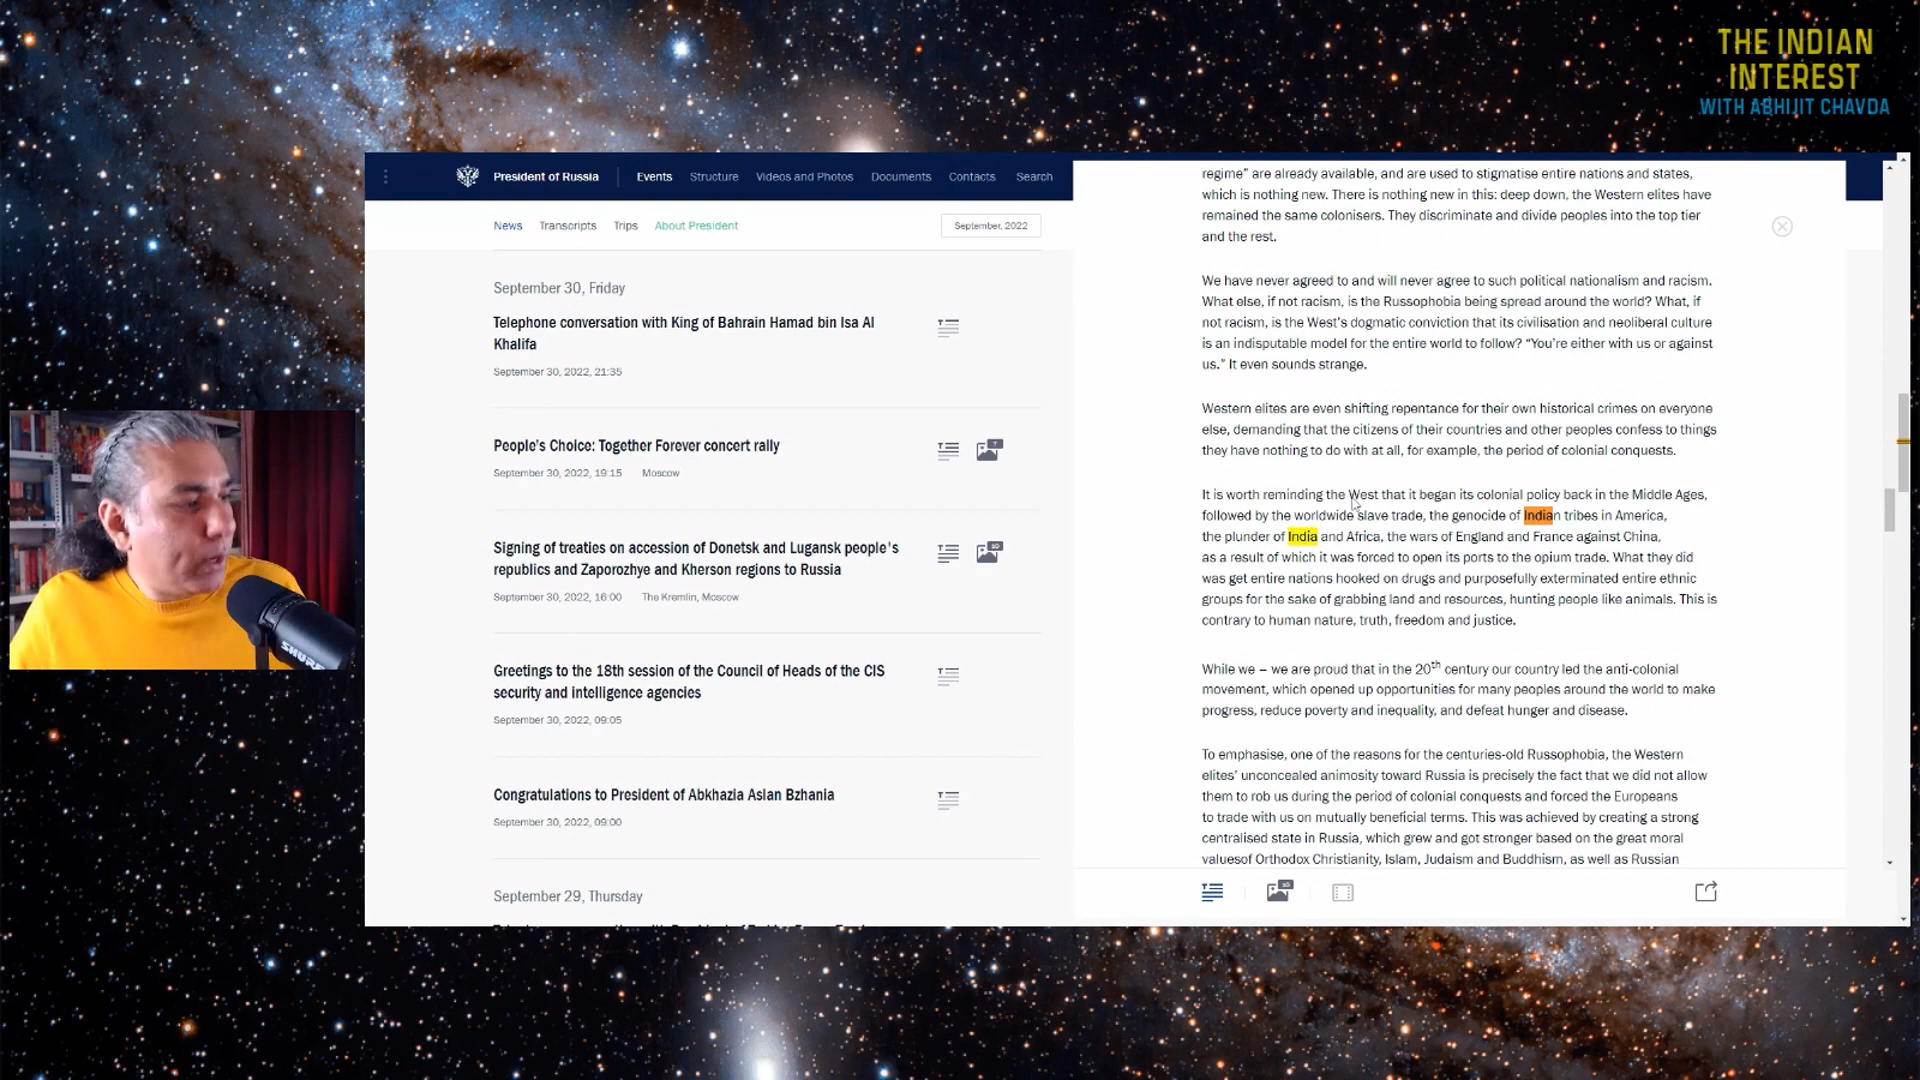 THE INDIAN
INTEREST
WITH ABHIJIT CHAVDA
President of Russia
Events
Structure
Videos and Photos
Documents
Contacts
Search
News
Transcripts
Trips
About President
September, 2022
September 30, Friday
Telephone conversation with King of Bahrain Hamad bin Isa Al
Khalifa
September 30, 2022, 21:35
People's Choice: Together Forever concert rally
September 30, 2022, 19:15 Moscow
Signing of treaties on accession of Donetsk and Lugansk people's
republics and Zaporozhye and Kherson regions to Russia
September 30, 2022, 16:00 The Kremlin, Moscow
Greetings to the 18th session of the Council of Heads of the CIS
security and intelligence agencies
September 30, 2022, 09:05
Congratulations to President of Abkhazia Aslan Bzhania
September 30, 2022, 09:00
September 29, Thursday
regime” are already available, and are used to stigmatise entire nations and states,
which is nothing new. There is nothing new in this: deep down, the Western elites have
remained the same colonisers. They discriminate and divide peoples into the top tier
and the rest.
We have never agreed to and will never agree to such political nationalism and racism.
What else, if not racism, is the Russophobia being spread around the world? What, if
not racism, is the West’s dogmatic conviction that its civilisation and neoliberal culture
is an indisputable model for the entire world to follow? “You’re either with us or against
us.” It even sounds strange.
Western elites are even shifting repentance for their own historical crimes on everyone
else, demanding that the citizens of their countries and other peoples confess to things
they have nothing to do with at all, for example, the period of colonial conquests.
It is worth reminding the West that it began its colonial policy back in the Middle Ages,
followed by the worldwide slave trade, the genocide of Indian tribes in America,
the plunder of India and Africa, the wars of England and France against China,
as a result of which it was forced to open its ports to the opium trade. What they did
was get entire nations hooked on drugs and purposefully exterminated entire ethnic
groups for the sake of grabbing land and resources, hunting people like animals. This is
contrary to human nature, truth, freedom and justice.
While we – we are proud that in the 20th century our country led the anti-colonial
movement, which opened up opportunities for many peoples around the world to make
progress, reduce poverty and inequality, and defeat hunger and disease.
To emphasise, one of the reasons for the centuries-old Russophobia, the Western
elites’ unconcealed animosity toward Russia is precisely the fact that we did not allow
them to rob us during the period of colonial conquests and forced the Europeans
to trade with us on mutually beneficial terms. This was achieved by creating a strong
centralised state in Russia, which grew and got stronger based on the great moral
valuesof Orthodox Christianity, Islam, Judaism and Buddhism, as well as Russian
SHURE